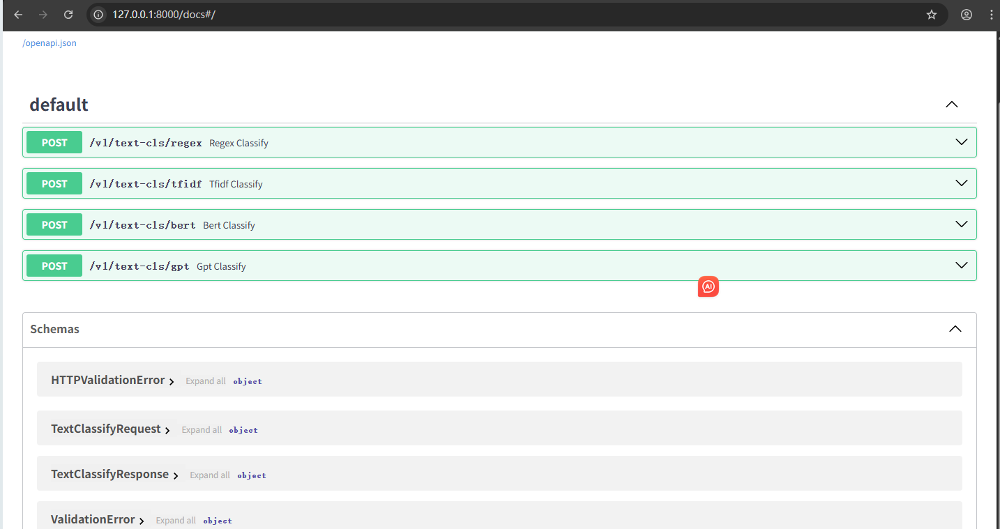 127.0.0.1:8000/docs#/
/openapi.json
default
POST /v1/text-cls/regex Regex Classify
POST /v1/text-cls/tfidf Tfidf Classify
POST /v1/text-cls/bert Bert Classify
POST /v1/text-cls/gpt Gpt Classify
AI
Schemas
HTTPValidationError Expand all object
TextClassifyRequest Expand all object
TextClassifyResponse Expand all object
ValidationError Expand all object